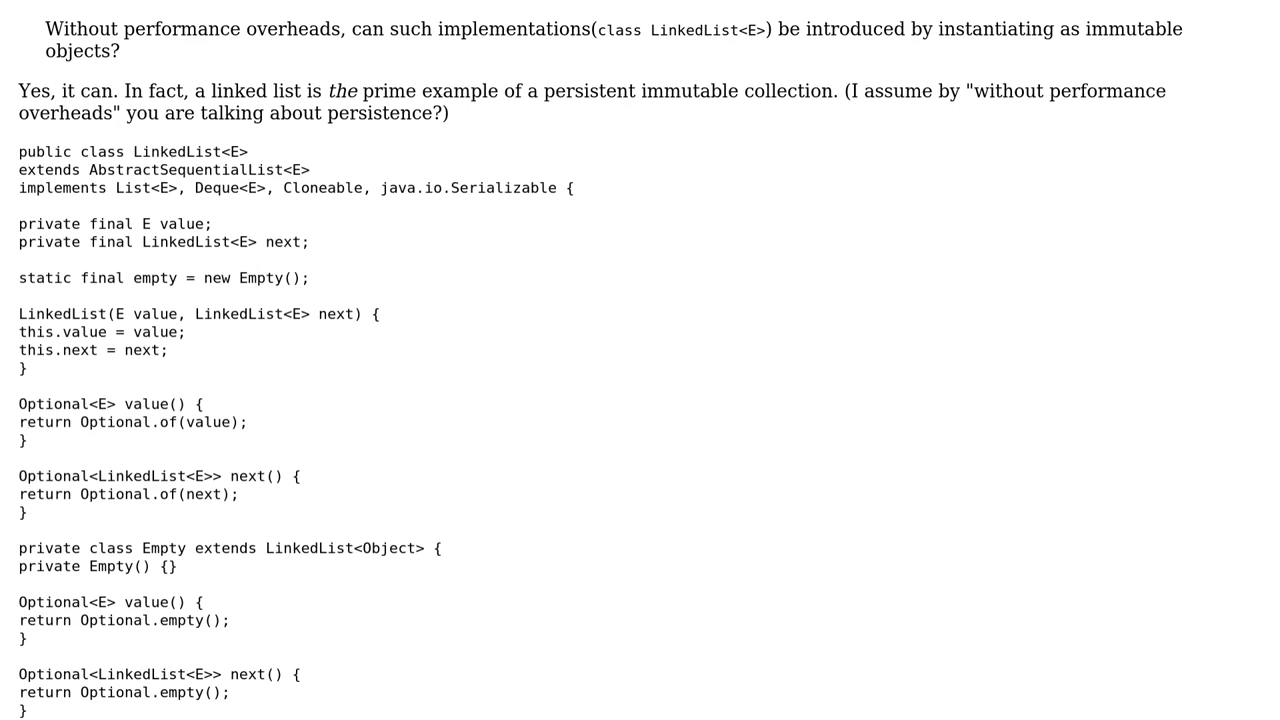 Without performance overheads, can such implementations(class LinkedList<E>) be introduced by instantiating as immutable
objects?
Yes, it can. In fact, a linked list is the prime example of a persistent immutable collection. (I assume by "without performance
overheads" you are talking about persistence?)
public class LinkedList<E>
extends AbstractSequentialList<E>
implements List<E>, Deque<E>, Cloneable, java.io.Serializable {
private final E value;
private final LinkedList<E> next;
static final empty = new Empty();
LinkedList(E value, LinkedList<E> next) {
this.value = value;
this.next = next;
}
Optional<E> value() {
return Optional.of(value);
}
Optional<LinkedList<E>> next() {
return Optional.of(next);
}
private class Empty extends LinkedList<Object> {
private Empty() {}
Optional<E> value() {
return Optional.empty();
}
Optional<LinkedList<E>> next() {
return Optional.empty();
}